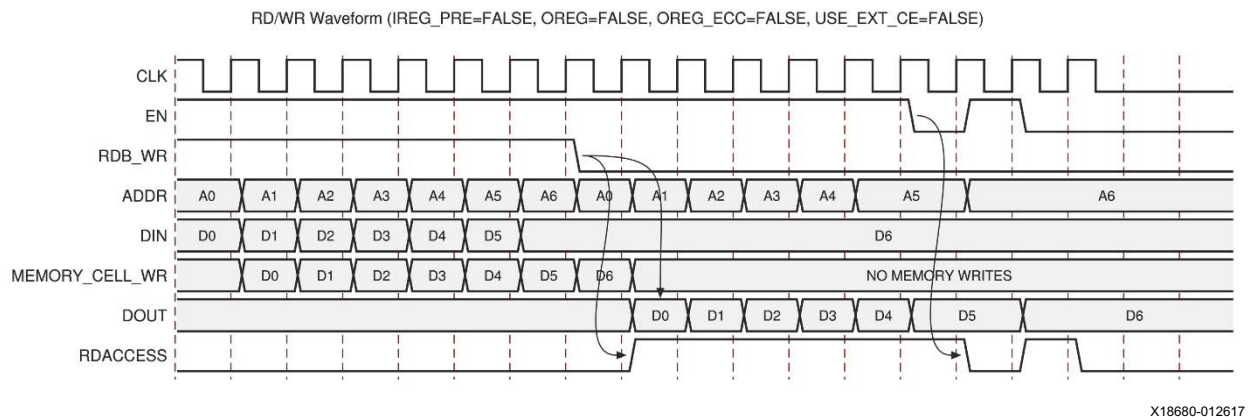 RD/WR Waveform (IREG_PRE=FALSE, OREG=FALSE, OREG_ECC=FALSE, USE_EXT_CE=FALSE)
CLK
EN
RDB_WR
ADDR A0 A1 A2 A3 A4 A5 A6 A0 A1 A2 A3 A4 A5 A6
DIN D0 D1 D2 D3 D4 D5 D6
MEMORY_CELL_WR D0 D1 D2 D3 D4 D5 D6 NO MEMORY WRITES
DOUT D0 D1 D2 D3 D4 D5 D6
RDACCESS
X18680-012617